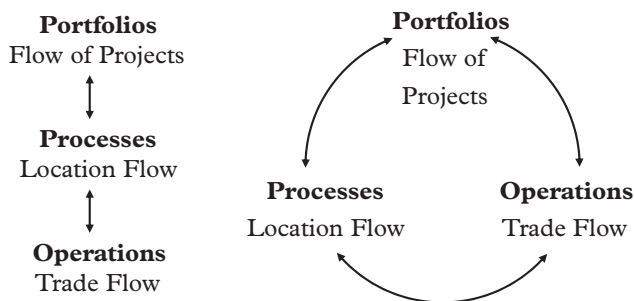 Portfolios
Flow of Projects
Processes
Location Flow
Operations
Trade Flow
Portfolios
Flow of
Projects
Processes
Location Flow
Operations
Trade Flow